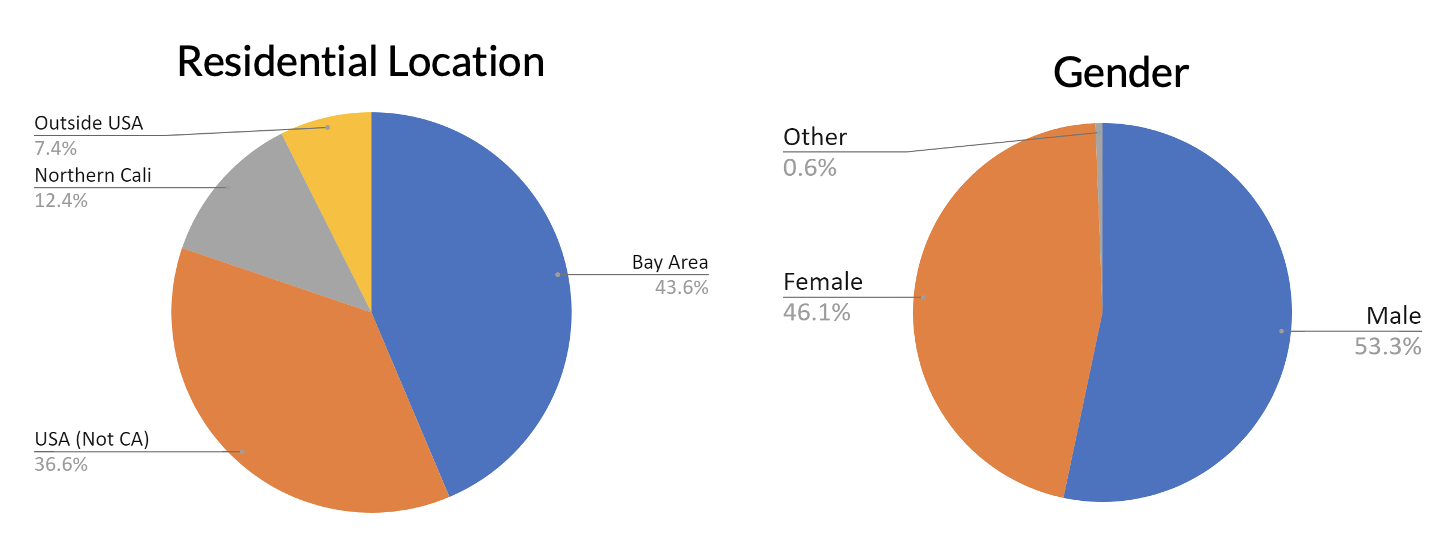 Residential Location
Outside USA
7.4%
Northern Cali
12.4%
Bay Area
43.6%
USA (Not CA)
36.6%
Gender
Other
0.6%
Female
46.1%
Male
53.3%